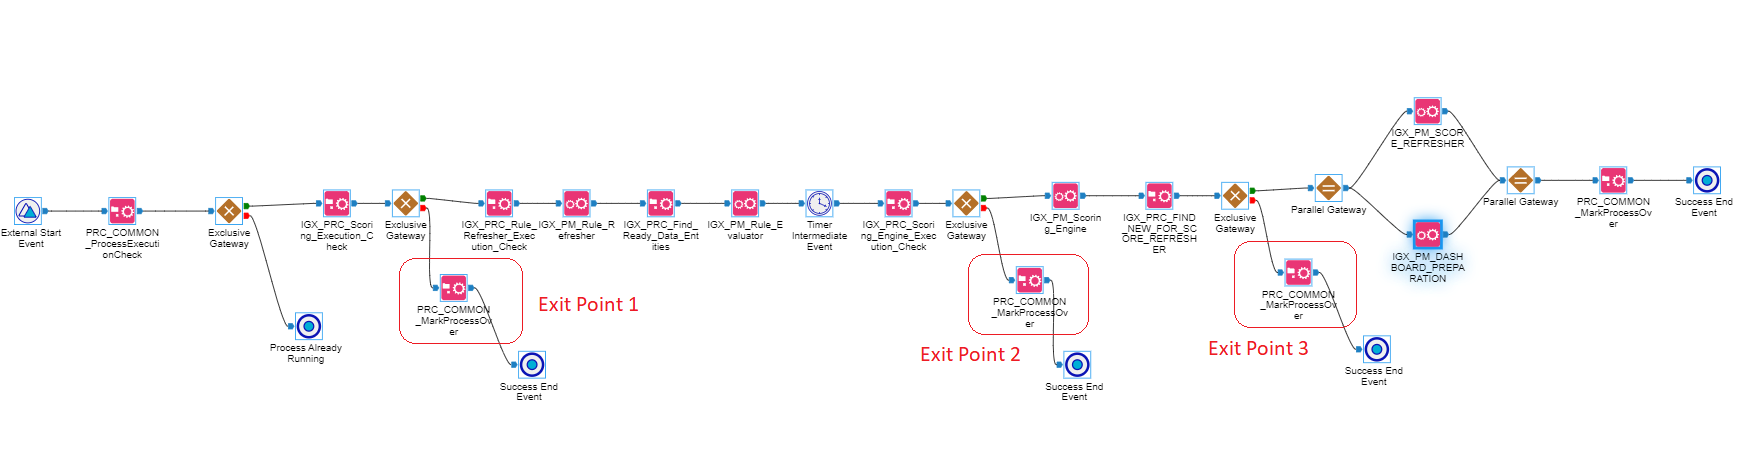 External Start
Event
PRC_COMMON
_ProcessExecuti
onCheck
Exclusive
Gateway
Process Already
Running
IGX_PRC_Scori
ng_Execution_C
heck
Exclusive
Gateway
PRC_COMMON
_MarkProcessOv
er
Exit Point 1
Success End
Event
IGX_PRC_Rule_
Refresher_Exec
ution_Check
IGX_PM_Rule_R
efresher
IGX_PRC_Find_
Ready_Data_Ent
ities
IGX_PM_Rule_E
valuator
Timer
Intermediate
Event
IGX_PRC_Scori
ng_Engine_Exec
ution_Check
Exclusive
Gateway
PRC_COMMON
_MarkProcessOv
er
Exit Point 2
Success End
Event
IGX_PM_Scorin
g_Engine
IGX_PRC_FIND
_NEW_FOR_SC
ORE_REFRESH
ER
Exclusive
Gateway
PRC_COMMON
_MarkProcessOv
er
Exit Point 3
Success End
Event
Parallel Gateway
IGX_PM_SCOR
E_REFRESHER
IGX_PM_DASH
BOARD_PREPA
RATION
Parallel Gateway
PRC_COMMON
_MarkProcessOv
er
Success End
Event